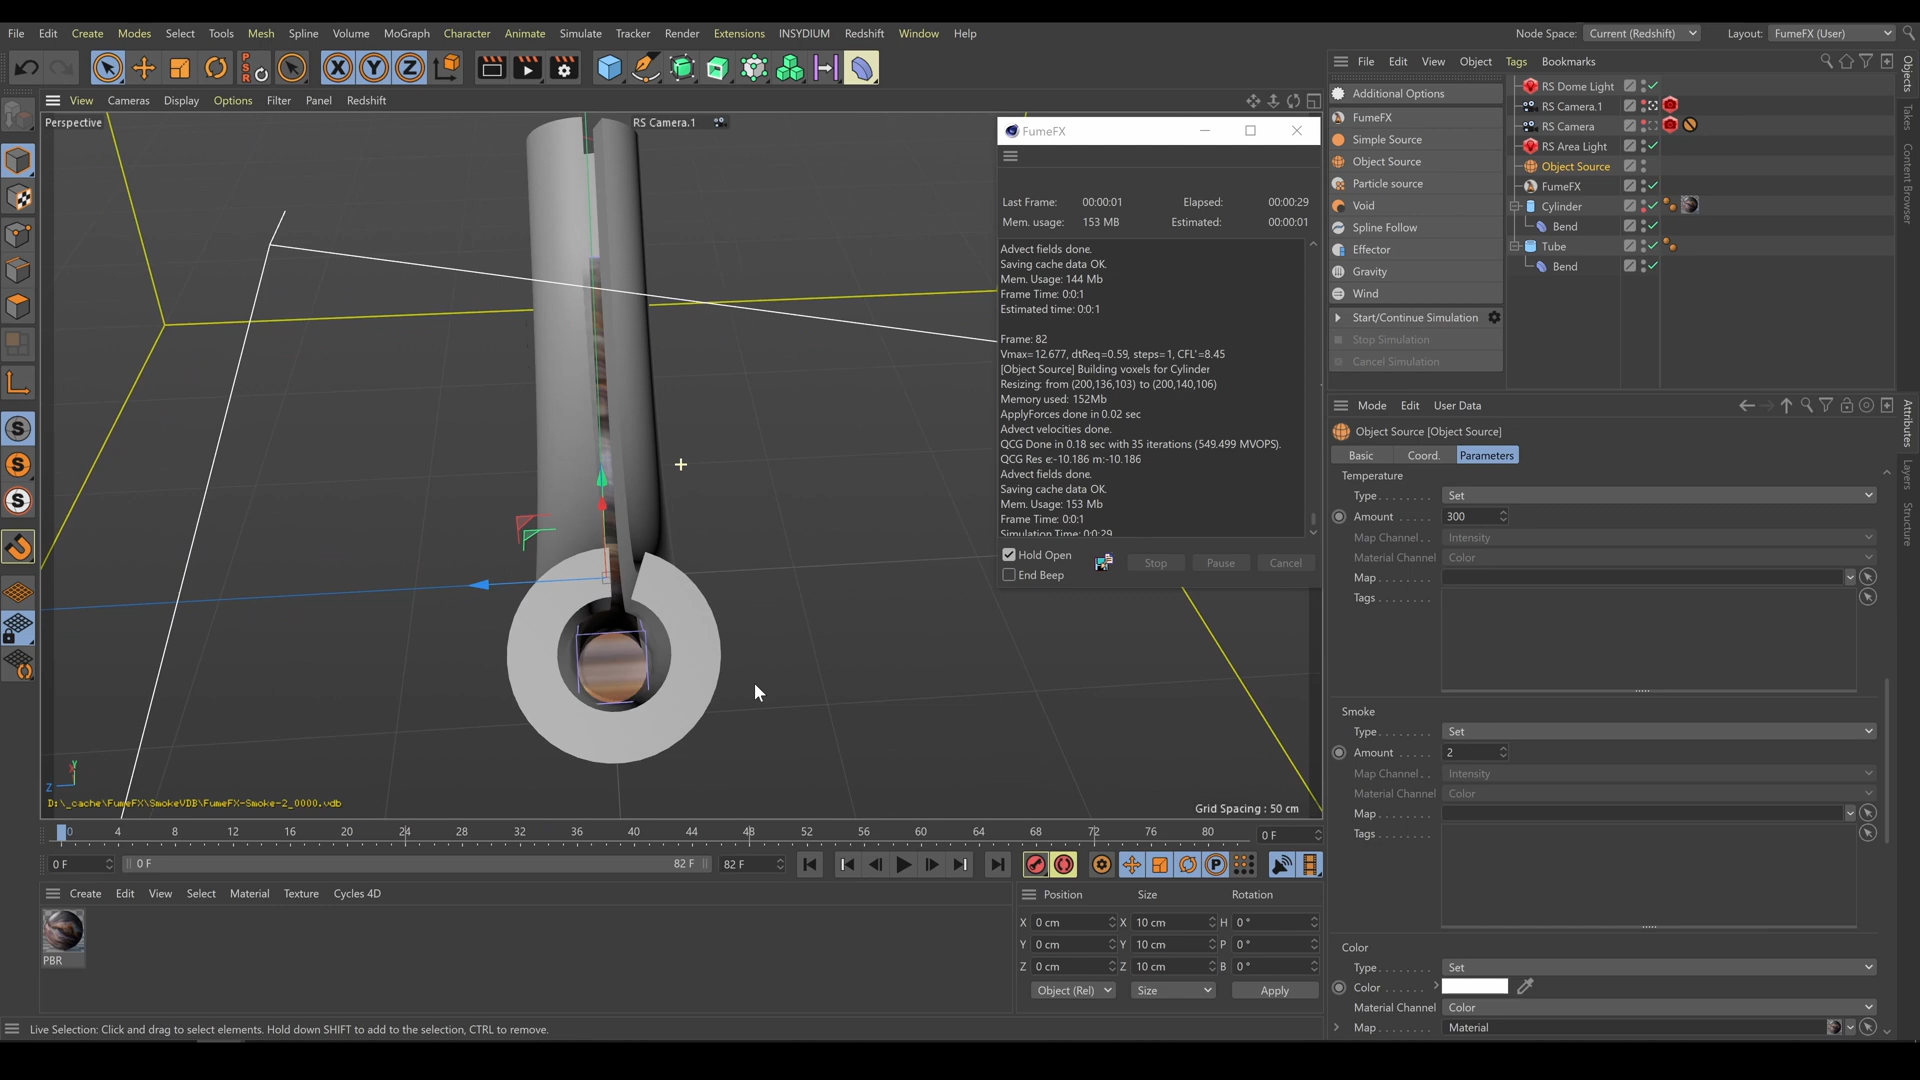 File Edit Create Modes Select Tools Mesh Spline Volume MoGraph Character Animate Simulate Tracker Render Redshift Extensions INSYDIUM Window Help
Node Space: Current (Redshift) Layout: FumeFX (User)
PSR X Y Z
File Edit View Object Tags Bookmarks
View Cameras Display Options Filter Panel Redshift
Perspective
RS Camera.1
FumeFX
Last Frame: 00:00:01 Elapsed: 00:00:29
Mem. usage: 153 MB Estimated: 00:00:01
Advect fields done.
Saving cache data OK.
Mem. Usage: 144 Mb
Frame Time: 0:0:1
Estimated time: 0:0:1
Frame: 82
Vmax=12.677, dtReq=0.59, steps=1, CFL'=8.45
[Object Source] Building voxels for Cylinder
Resizing: from (200,136,103) to (200,140,106)
Memory used: 152Mb
ApplyForces done in 0.02 sec
Advect velocities done.
QCG Done in 0.18 sec with 35 iterations (549.499 MVOPS).
QCG Res e:-10.186 m:-10.186
Advect fields done.
Saving cache data OK.
Mem. Usage: 153 Mb
Frame Time: 0:0:1
Simulation Time: 0:0:29
Hold Open Stop Pause Cancel
End Beep
Additional Options
FumeFX
Simple Source
Object Source
Particle source
Void
Spline Follow
Effector
Gravity
Wind
Start/Continue Simulation
Stop Simulation
Cancel Simulation
RS Dome Light
RS Camera.1
RS Camera
RS Area Light
Object Source
FumeFX
Cylinder
Bend
Tube
Bend
Objects
Takes
Content Browser
Mode Edit User Data
Object Source [Object Source]
Basic Coord. Parameters
Temperature
Type Set
Amount 300
Map Channel Intensity
Material Channel Color
Map
Tags
Smoke
Type Set
Amount 2
Map Channel Intensity
Material Channel Color
Map
Tags
Color
Type Set
Color
Material Channel Color
Map Material
Attributes
Layers
Structure
Y
X
Z
D:\_cache\FumeFX\SmokeVDB\FumeFX-Smoke-2_0000.vdb
Grid Spacing : 50 cm
0 4 8 12 16 20 24 28 32 36 40 44 48 52 56 60 64 68 72 76 80 0 F
0 F 0 F 82 F 82 F
Create Edit View Select Material Texture Cycles 4D
PBR
Position Size Rotation
X 0 cm X 10 cm H 0 °
Y 0 cm Y 10 cm P 0 °
Z 0 cm Z 10 cm B 0 °
Object (Rel) Size Apply
Live Selection: Click and drag to select elements. Hold down SHIFT to add to the selection, CTRL to remove.